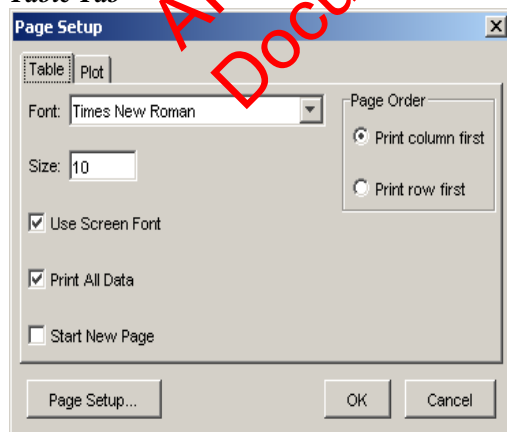 Table Tab
Page Setup
Table Plot
Font: Times New Roman
Size: 10
Use Screen Font
Print All Data
Start New Page
Page Order
Print column first
Print row first
Page Setup... OK Cancel